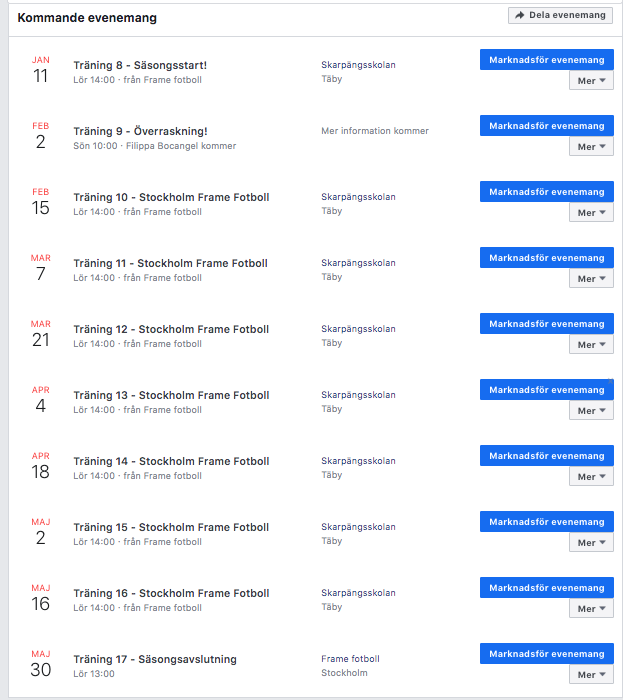 Kommande evenemang
Dela evenemang
JAN
11
Träning 8 - Säsongsstart!
Lör 14:00 · från Frame fotboll
Skarpängsskolan
Täby
Marknadsför evenemang
Mer
FEB
2
Träning 9 - Överraskning!
Sön 10:00 · Filippa Bocangel kommer
Mer information kommer
Marknadsför evenemang
Mer
FEB
15
Träning 10 - Stockholm Frame Fotboll
Lör 14:00 · från Frame fotboll
Skarpängsskolan
Täby
Marknadsför evenemang
Mer
MAR
7
Träning 11 - Stockholm Frame Fotboll
Lör 14:00 · från Frame fotboll
Skarpängsskolan
Täby
Marknadsför evenemang
Mer
MAR
21
Träning 12 - Stockholm Frame Fotboll
Lör 14:00 · från Frame fotboll
Skarpängsskolan
Täby
Marknadsför evenemang
Mer
APR
4
Träning 13 - Stockholm Frame Fotboll
Lör 14:00 · från Frame fotboll
Skarpängsskolan
Täby
Marknadsför evenemang
Mer
APR
18
Träning 14 - Stockholm Frame Fotboll
Lör 14:00 · från Frame fotboll
Skarpängsskolan
Täby
Marknadsför evenemang
Mer
MAJ
2
Träning 15 - Stockholm Frame Fotboll
Lör 14:00 · från Frame fotboll
Skarpängsskolan
Täby
Marknadsför evenemang
Mer
MAJ
16
Träning 16 - Stockholm Frame Fotboll
Lör 14:00 · från Frame fotboll
Skarpängsskolan
Täby
Marknadsför evenemang
Mer
MAJ
30
Träning 17 - Säsongsavslutning
Lör 13:00
Frame fotboll
Stockholm
Marknadsför evenemang
Mer